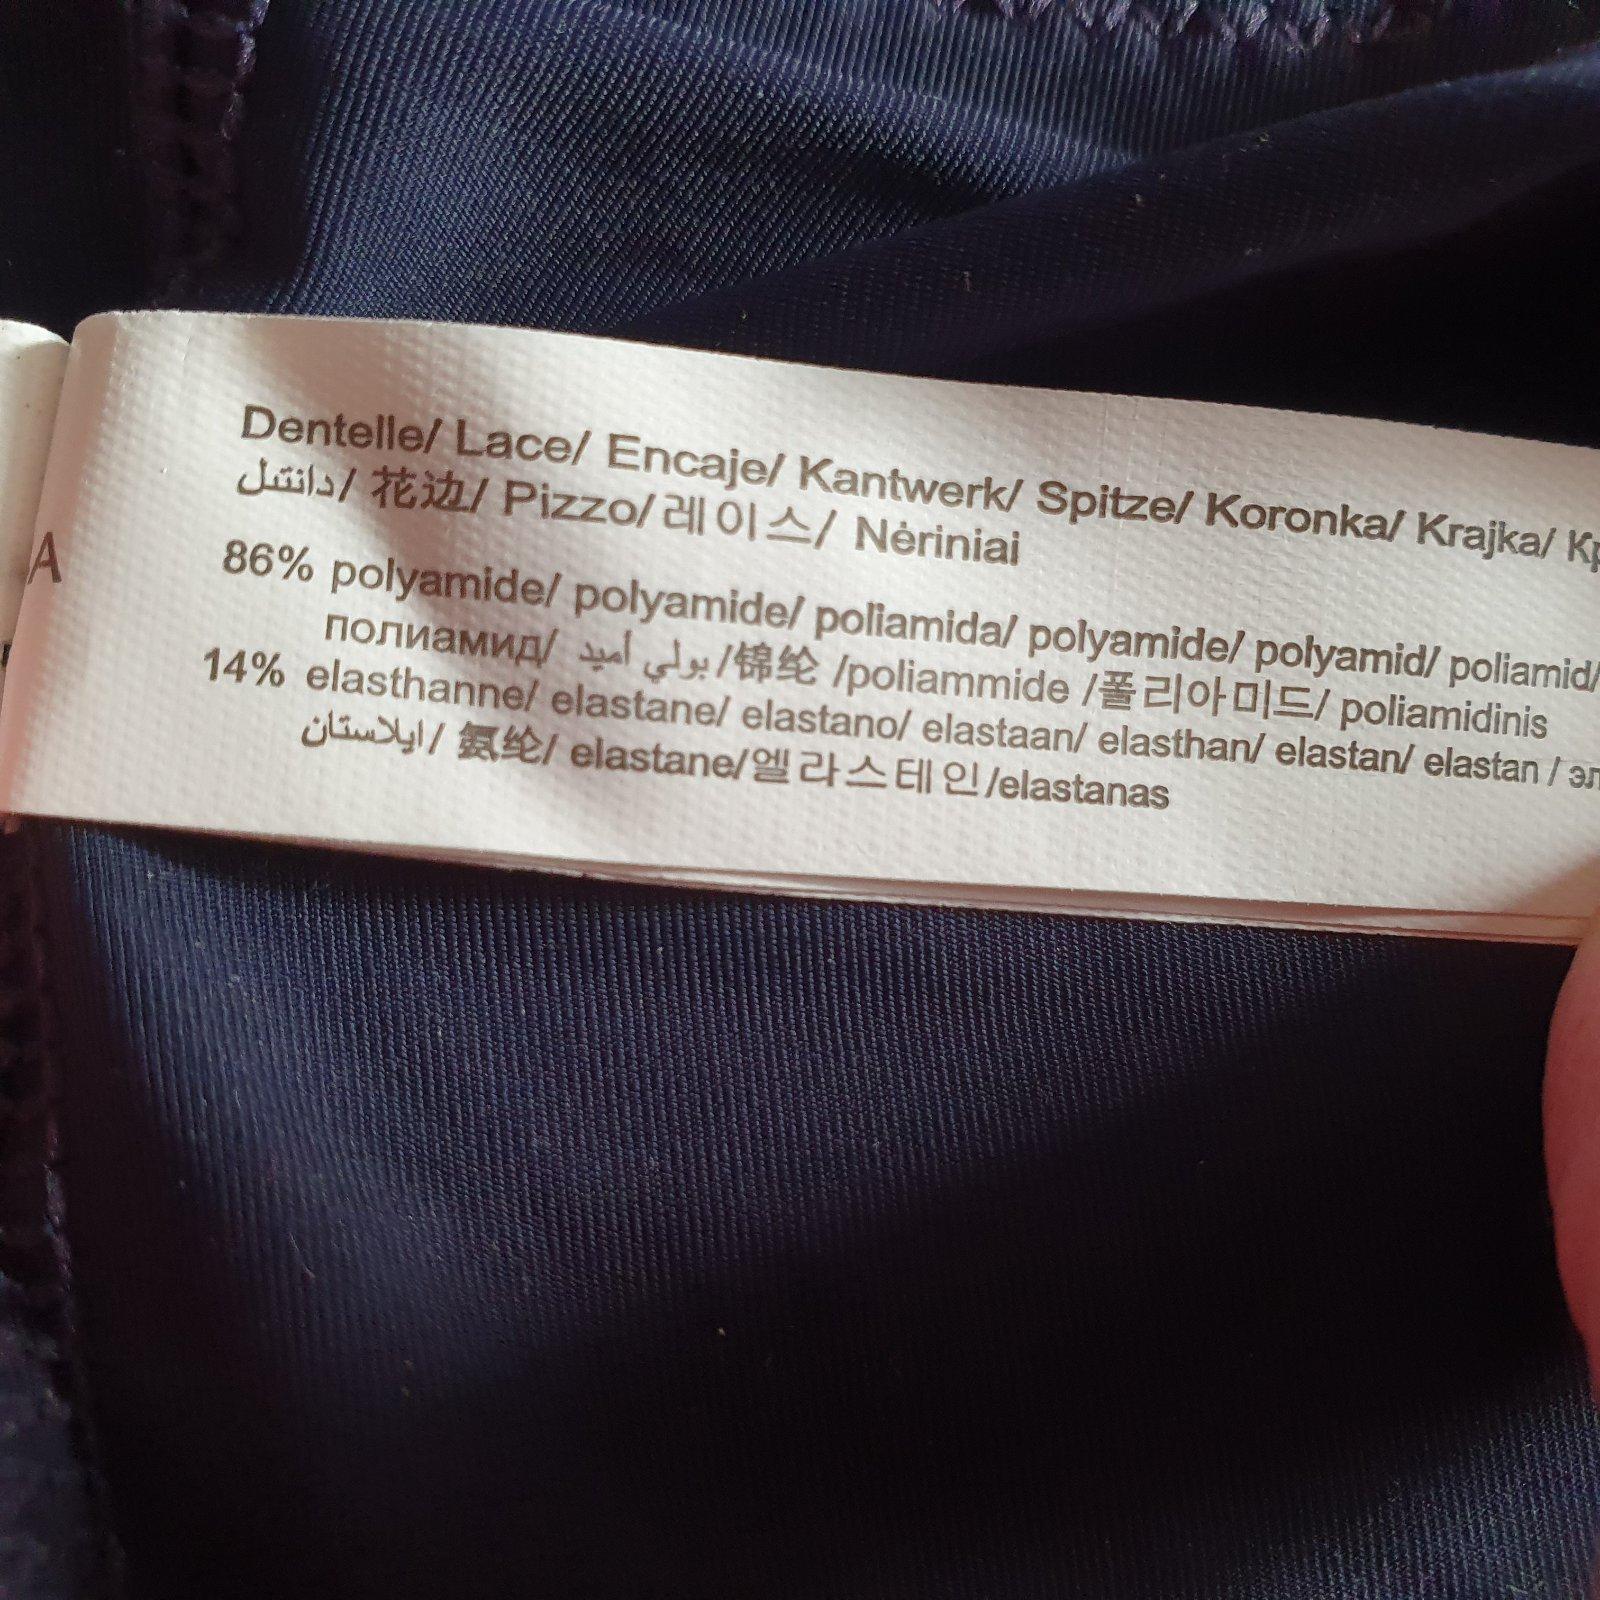 Dentelle/ Lace/ Encaje/ Kantwerk/ Spitze/ Koronka/ Krajka/
دانتيل/ 花边/ Pizzo/ 레이스/ Nėriniai
A
86% polyamide/ polyamide/ poliamida/ polyamide/ polyamid/ poliamid/
полиамид/ بولي أميد /锦纶 /poliammide /폴리아미드/ poliamidinis
14% elasthanne/ elastane/ elastano/ elastaan/ elasthan/ elastan/ elastan /
ايلاستان/ 氨纶/ elastane/엘라스테인/elastanas